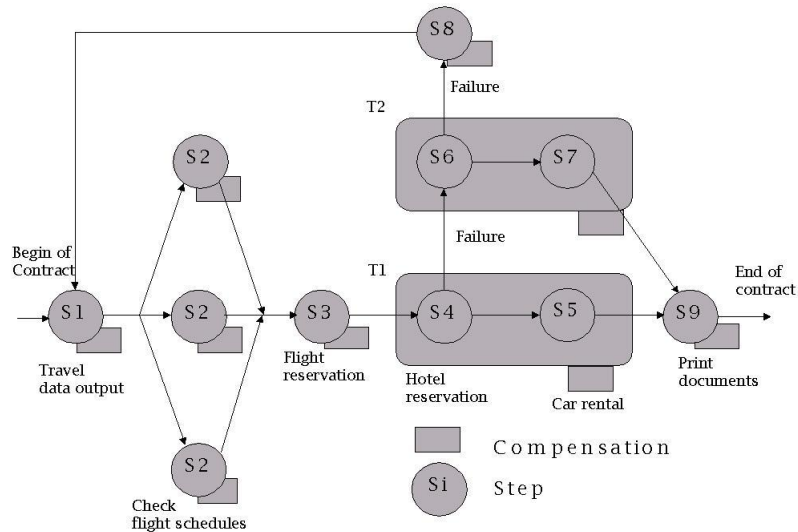 S8
Failure
T2
S2
S6
S7
Failure
Begin of
Contract
T1
End of
contract
S1
S2
S3
S4
S5
S9
Travel
data output
Flight
reservation
Hotel
reservation
Car rental
Print
documents
S2
Check
flight schedules
Compensation
Si
Step